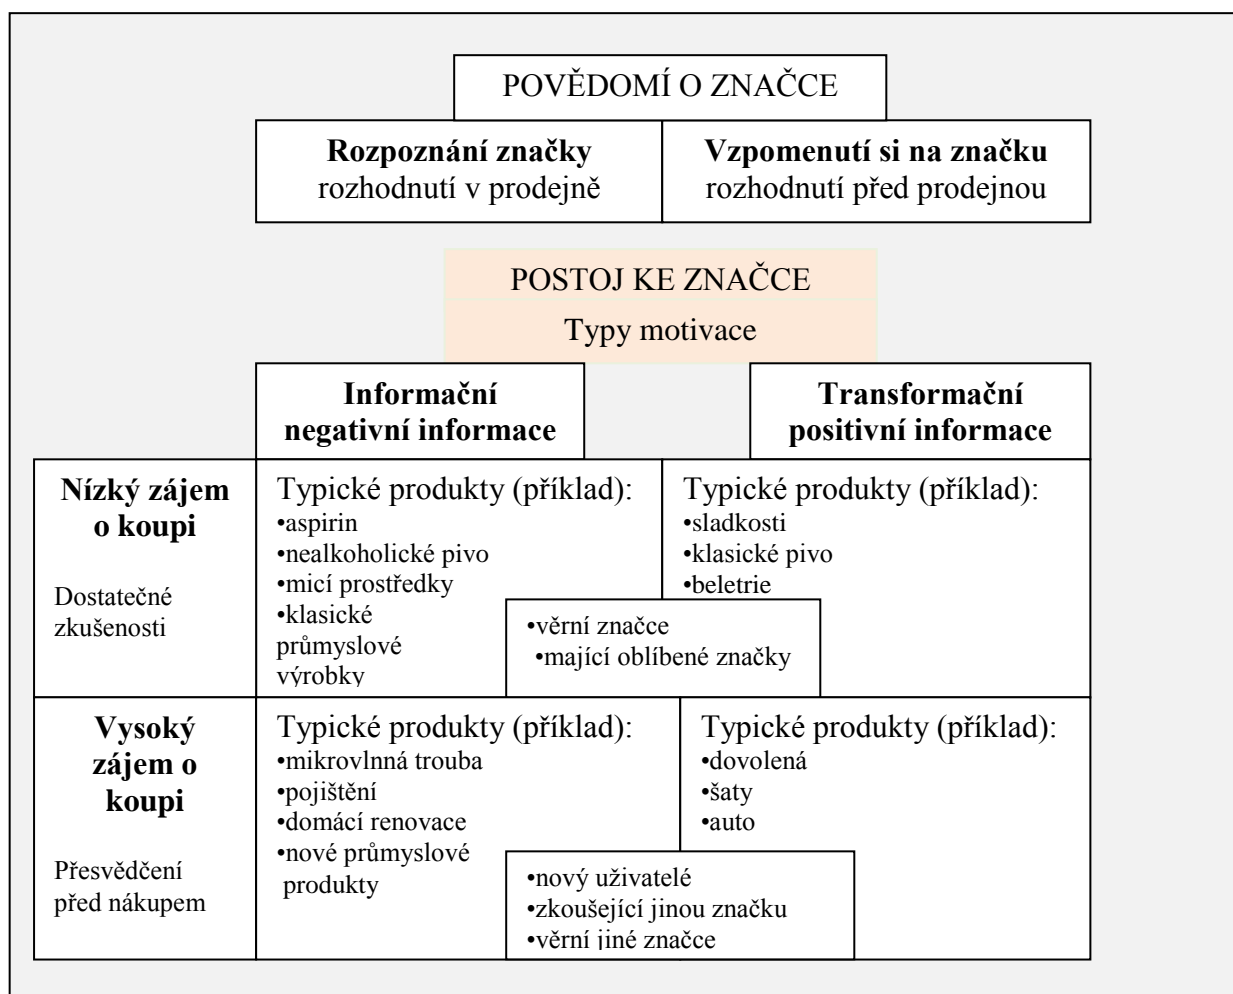 POVĚDOMÍ O ZNAČCE
Rozpoznání značky
rozhodnutí v prodejně
Vzpomenutí si na značku
rozhodnutí před prodejnou
POSTOJ KE ZNAČCE
Typy motivace
Informační
negativní informace
Transformační
positivní informace
Nízký zájem
o koupi
Dostatečné
zkušenosti
Typické produkty (příklad):
•aspirin
•nealkoholické pivo
•micí prostředky
•klasické
průmyslové
výrobky
Typické produkty (příklad):
•sladkosti
•klasické pivo
•beletrie
•věrní značce
•mající oblíbené značky
Vysoký
zájem o
koupi
Přesvědčení
před nákupem
Typické produkty (příklad):
•mikrovlnná trouba
•pojištění
•domácí renovace
•nové průmyslové
produkty
Typické produkty (příklad):
•dovolená
•šaty
•auto
•nový uživatelé
•zkoušející jinou značku
•věrní jiné značce